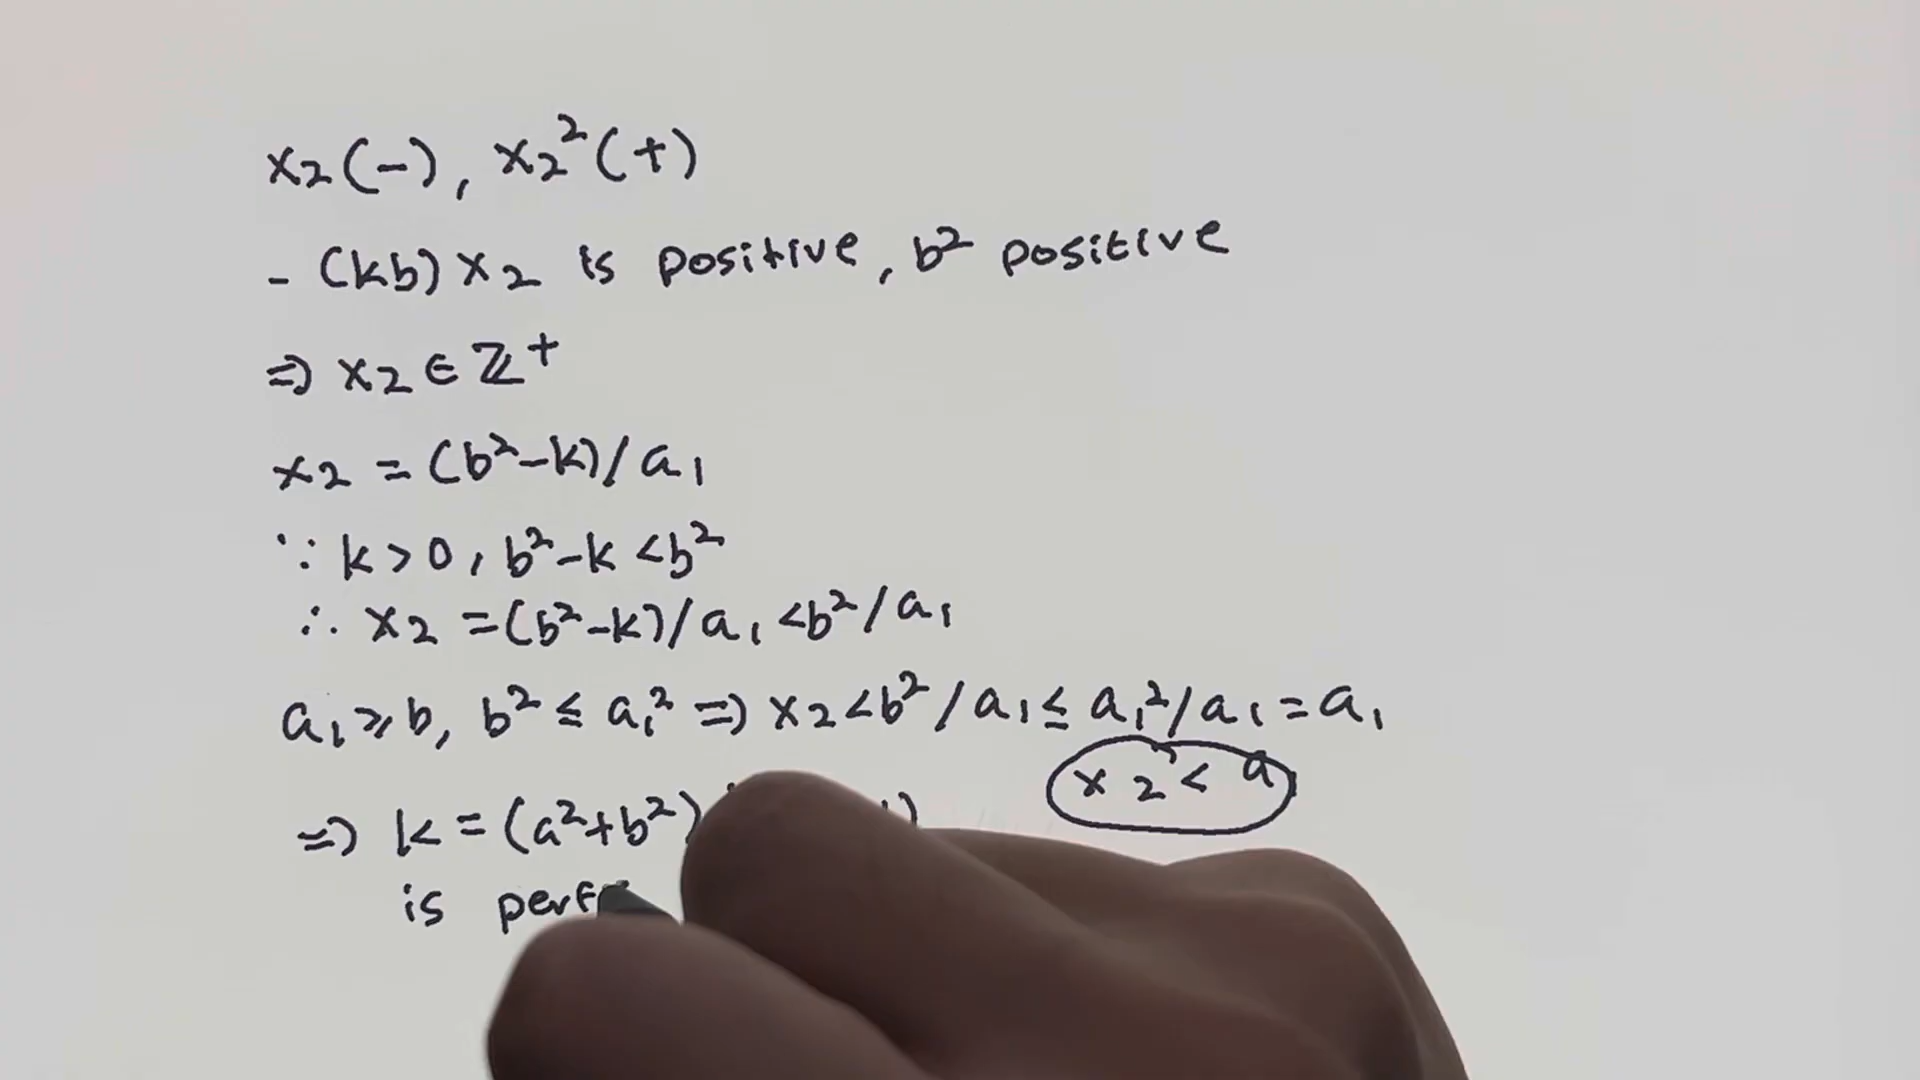 x2(-), x2²(+)
-(kb)x2 is positive, b² positive
⇒ x2 ∈ ℤ⁺
x2 = (b²-k)/a₁
∵ k>0, b²-k<b²
∴ x2 =(b²-k)/a₁<b²/a₁
a₁≥b, b² ≤ a₁² ⇒ x2<b²/a₁≤ a₁²/a₁=a₁
x2<a
⇒ k=(a²+b²)
is perf